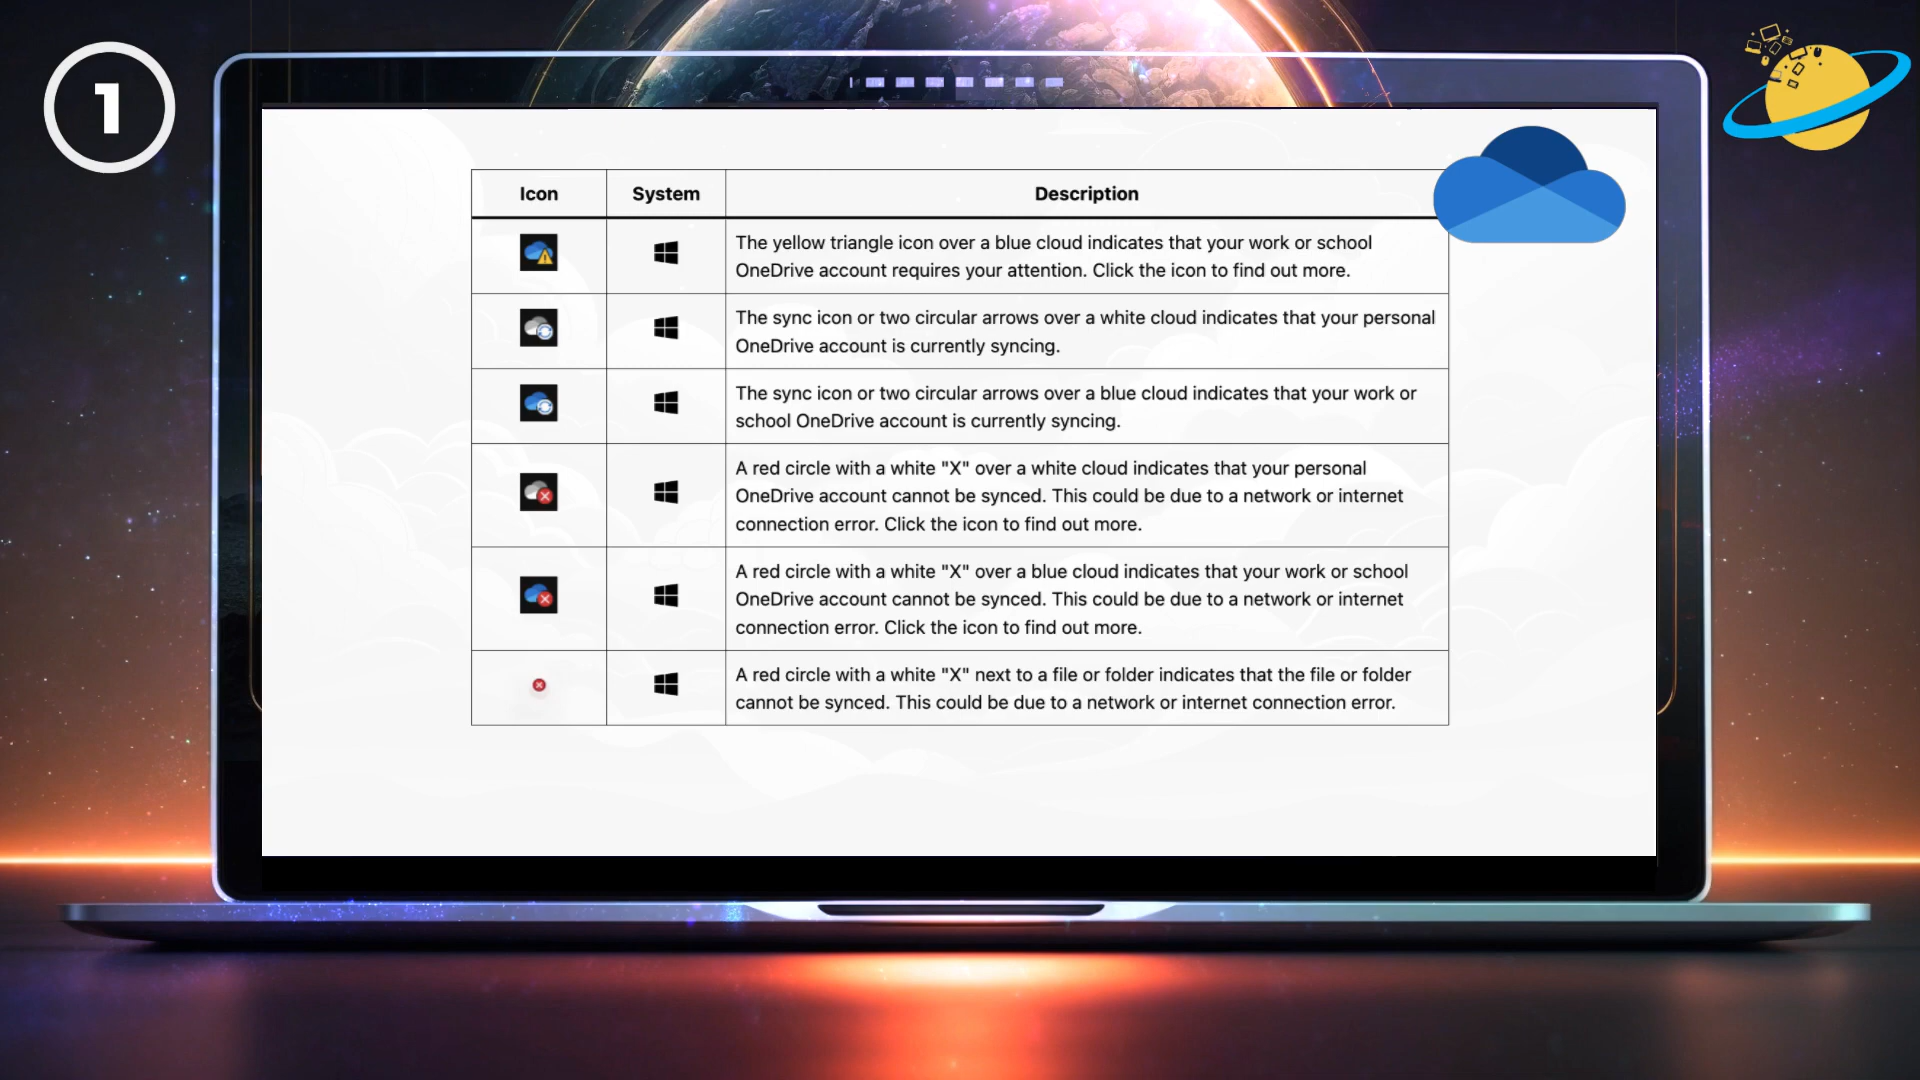 1
Icon System Description
The yellow triangle icon over a blue cloud indicates that your work or school
OneDrive account requires your attention. Click the icon to find out more.
The sync icon or two circular arrows over a white cloud indicates that your personal
OneDrive account is currently syncing.
The sync icon or two circular arrows over a blue cloud indicates that your work or
school OneDrive account is currently syncing.
A red circle with a white "X" over a white cloud indicates that your personal
OneDrive account cannot be synced. This could be due to a network or internet
connection error. Click the icon to find out more.
A red circle with a white "X" over a blue cloud indicates that your work or school
OneDrive account cannot be synced. This could be due to a network or internet
connection error. Click the icon to find out more.
A red circle with a white "X" next to a file or folder indicates that the file or folder
cannot be synced. This could be due to a network or internet connection error.